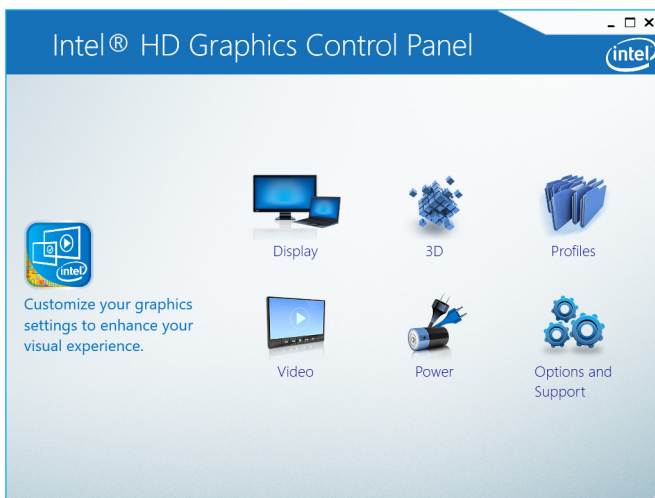 Intel® HD Graphics Control Panel
intel
Display
3D
Profiles
intel
Customize your graphics
settings to enhance your
visual experience.
Video
Power
Options and
Support